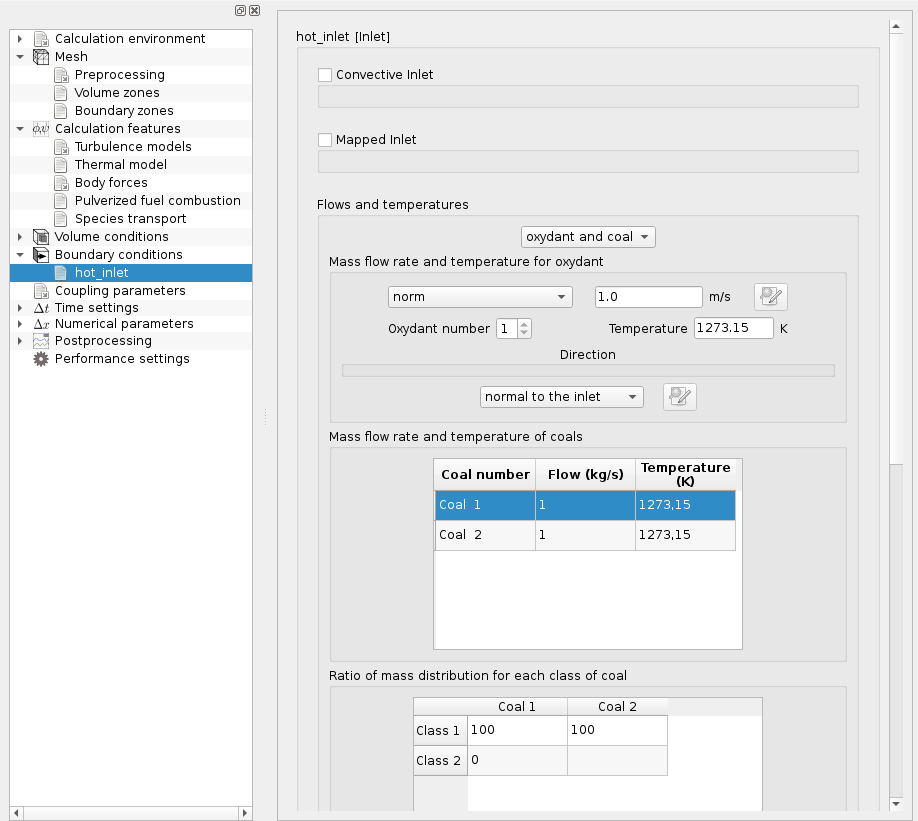 Calculation environment
Mesh
Preprocessing
Volume zones
Boundary zones
Calculation features
Turbulence models
Thermal model
Body forces
Pulverized fuel combustion
Species transport
Volume conditions
Boundary conditions
hot_inlet
Coupling parameters
Δt Time settings
Δx Numerical parameters
Postprocessing
Performance settings
hot_inlet [Inlet]
Convective Inlet
Mapped Inlet
Flows and temperatures
oxydant and coal
Mass flow rate and temperature for oxydant
norm 1.0 m/s
Oxydant number 1 Temperature 1273.15 K
Direction
normal to the inlet
Mass flow rate and temperature of coals
Coal number Flow (kg/s) Temperature (K)
Coal 1 1 1273,15
Coal 2 1 1273,15
Ratio of mass distribution for each class of coal
Coal 1 Coal 2
Class 1 100 100
Class 2 0